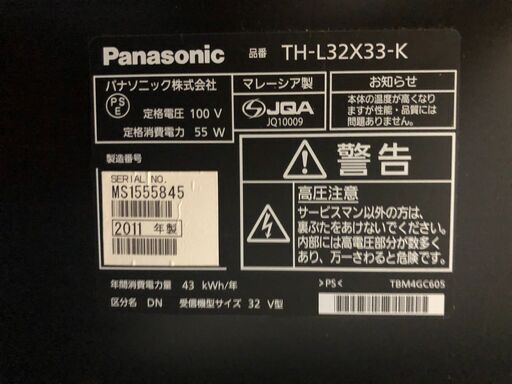 Panasonic
品番 TH-L32X33-K
パナソニック株式会社
PS
E
定格電圧 100 V
定格消費電力 55 W
マレーシア製
JQA
JQ10009
お知らせ
本体の温度が高くなり
ますが性能・品質には
問題ありません。
製造番号
SERIAL NO.
MS1555845
2011 年製
警告
高圧注意
サービスマン以外の方は、
裏ぶたをあけないでください。
内部には高電圧部分が数多く
あり、万一さわると危険です。
年間消費電力量 43 kWh/年
区分名 DN 受信機型サイズ 32 V型
>PS<
TBM4GC605